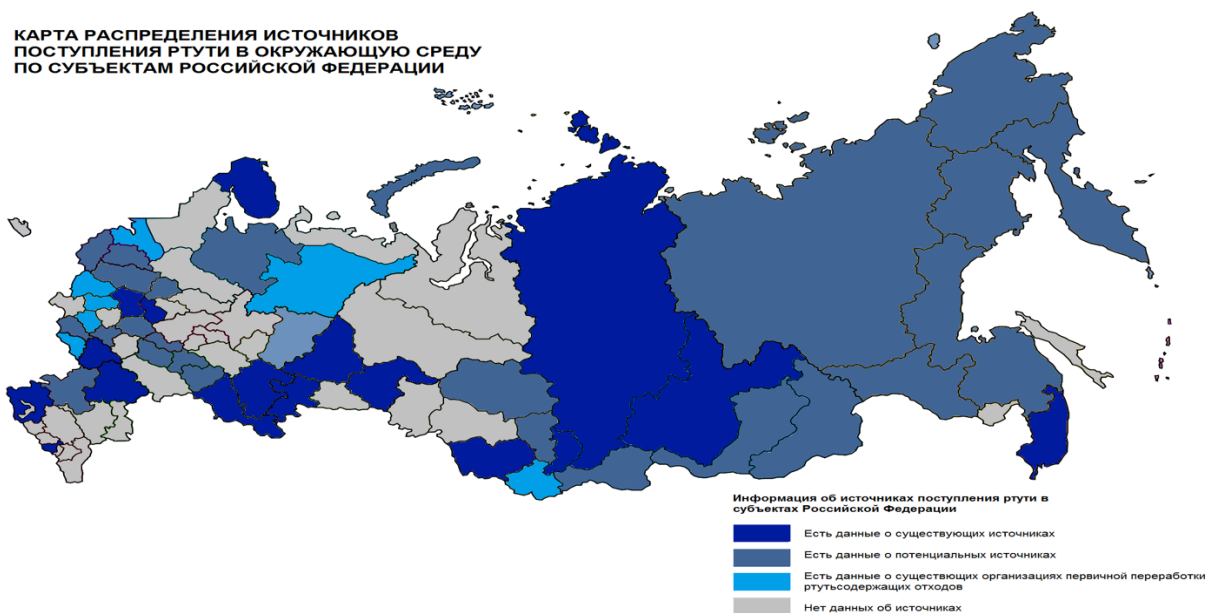 КАРТА РАСПРЕДЕЛЕНИЯ ИСТОЧНИКОВ
ПОСТУПЛЕНИЯ РТУТИ В ОКРУЖАЮЩУЮ СРЕДУ
ПО СУБЪЕКТАМ РОССИЙСКОЙ ФЕДЕРАЦИИ
Информация об источниках поступления ртути в
субъектах Российской Федерации
Есть данные о существующих источниках
Есть данные о потенциальных источниках
Есть данные о существющих организациях первичной переработки
ртутьсодержащих отходов
Нет данных об источниках